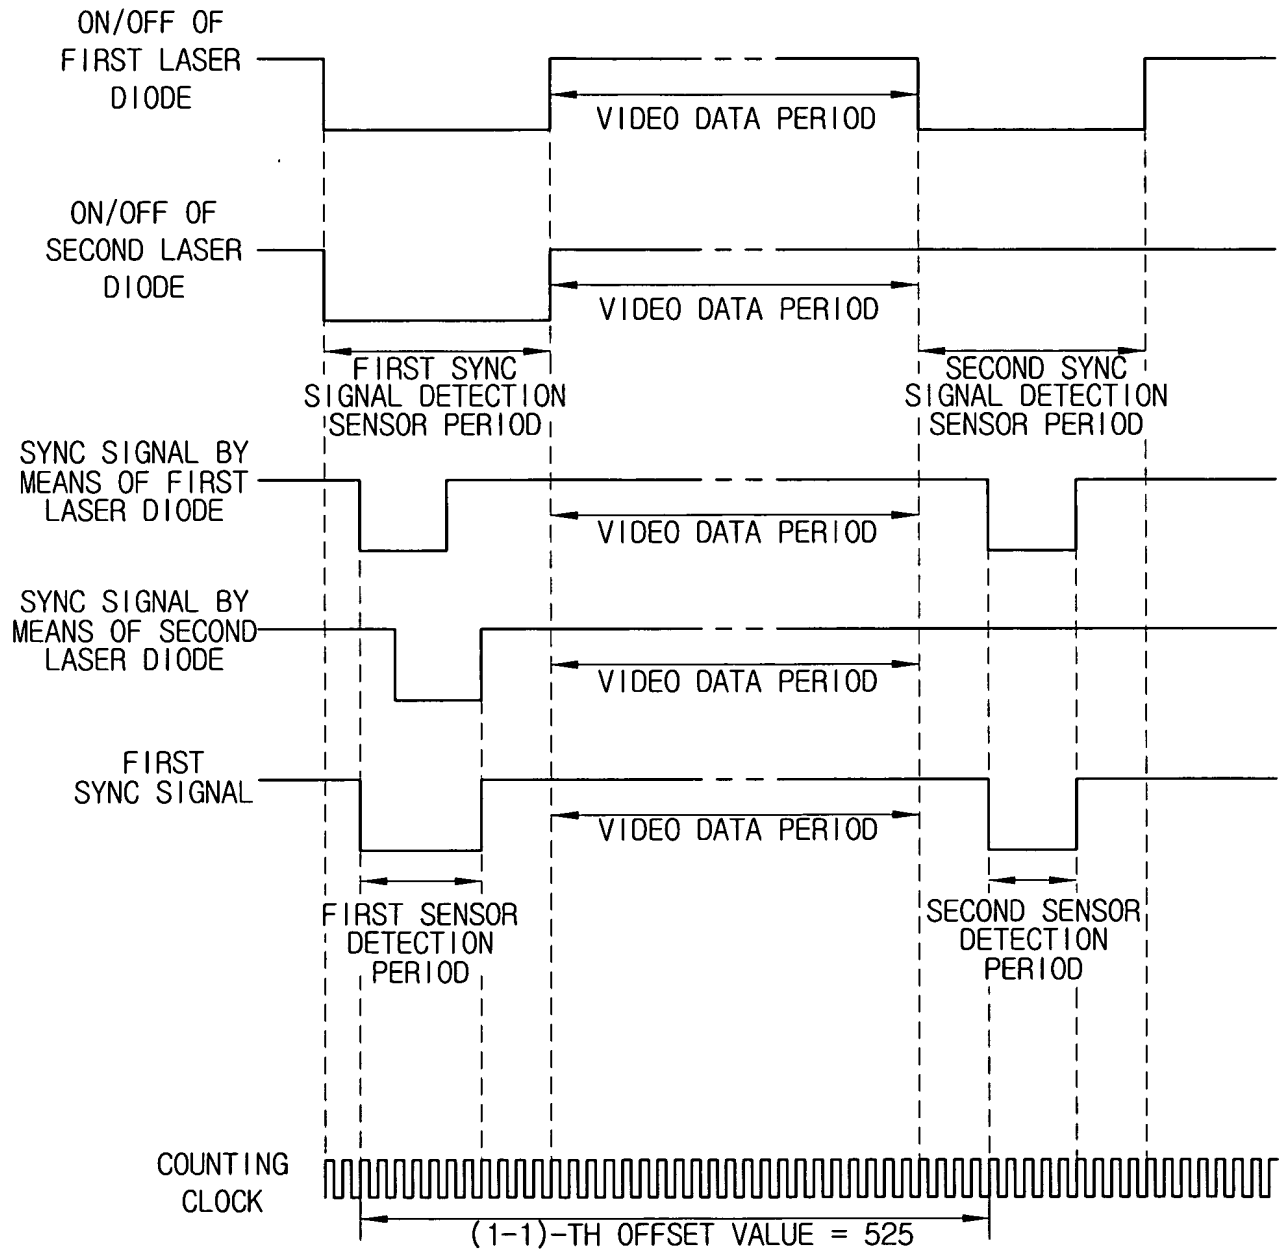 ON/OFF OF
FIRST LASER
DIODE
VIDEO DATA PERIOD
ON/OFF OF
SECOND LASER
DIODE
VIDEO DATA PERIOD
FIRST SYNC
SIGNAL DETECTION
SENSOR PERIOD
SECOND SYNC
SIGNAL DETECTION
SENSOR PERIOD
SYNC SIGNAL BY
MEANS OF FIRST
LASER DIODE
VIDEO DATA PERIOD
SYNC SIGNAL BY
MEANS OF SECOND
LASER DIODE
VIDEO DATA PERIOD
FIRST
SYNC SIGNAL
VIDEO DATA PERIOD
FIRST SENSOR
DETECTION
PERIOD
SECOND SENSOR
DETECTION
PERIOD
COUNTING
CLOCK
(1-1)-TH OFFSET VALUE = 525